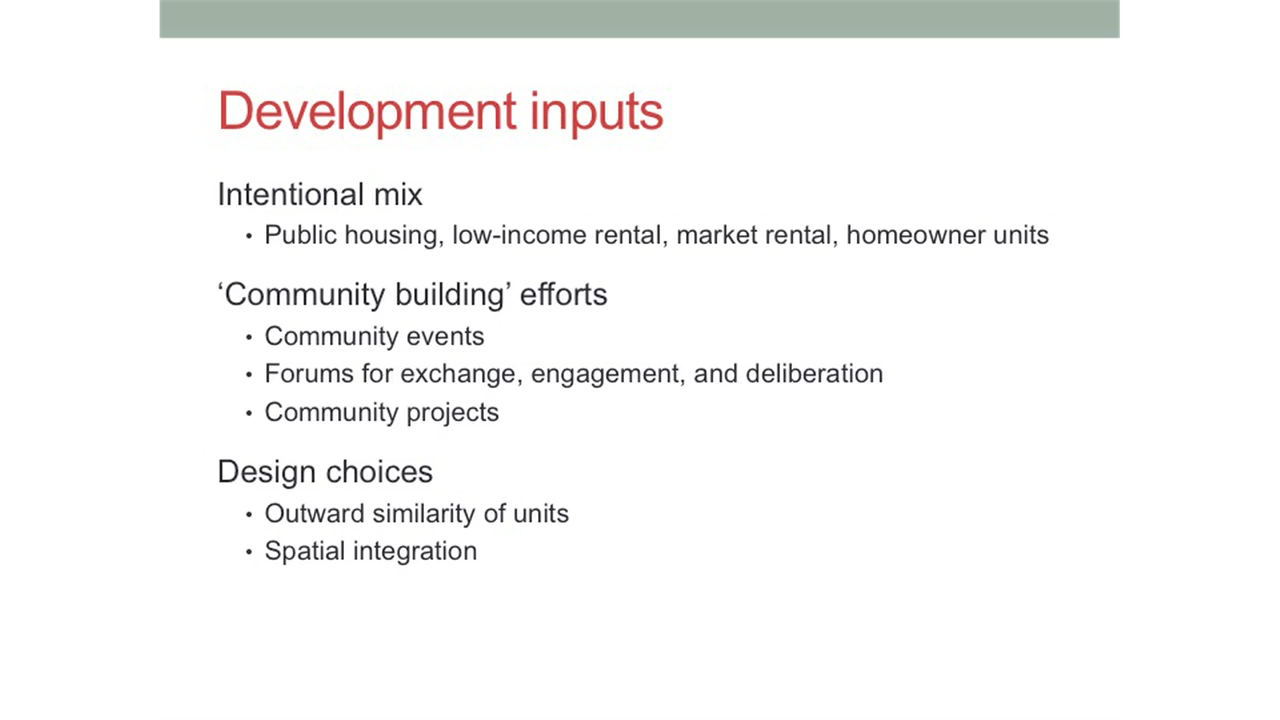 Development inputs
Intentional mix
• Public housing, low-income rental, market rental, homeowner units
‘Community building’ efforts
• Community events
• Forums for exchange, engagement, and deliberation
• Community projects
Design choices
• Outward similarity of units
• Spatial integration